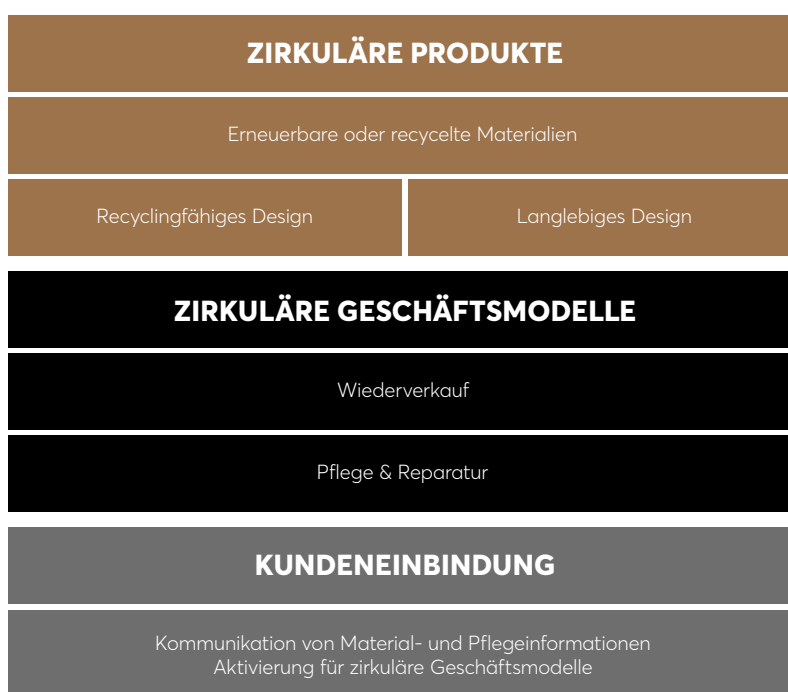 ZIRKULÄRE PRODUKTE
Erneuerbare oder recycelte Materialien
Recyclingfähiges Design
Langlebiges Design
ZIRKULÄRE GESCHÄFTSMODELLE
Wiederverkauf
Pflege & Reparatur
KUNDENEINBINDUNG
Kommunikation von Material- und Pflegeinformationen
Aktivierung für zirkuläre Geschäftsmodelle